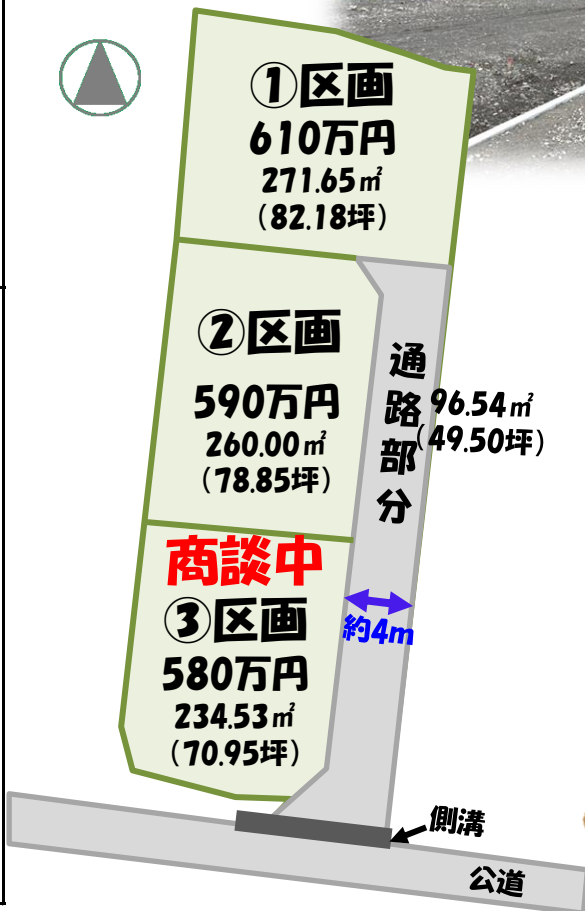 ①区画
610万円
271.65㎡
(82.18坪)
②区画
590万円
260.00㎡
(78.85坪)
通路部分
96.54㎡
(49.50坪)
商談中
③区画
580万円
234.53㎡
(70.95坪)
約4m
側溝
公道